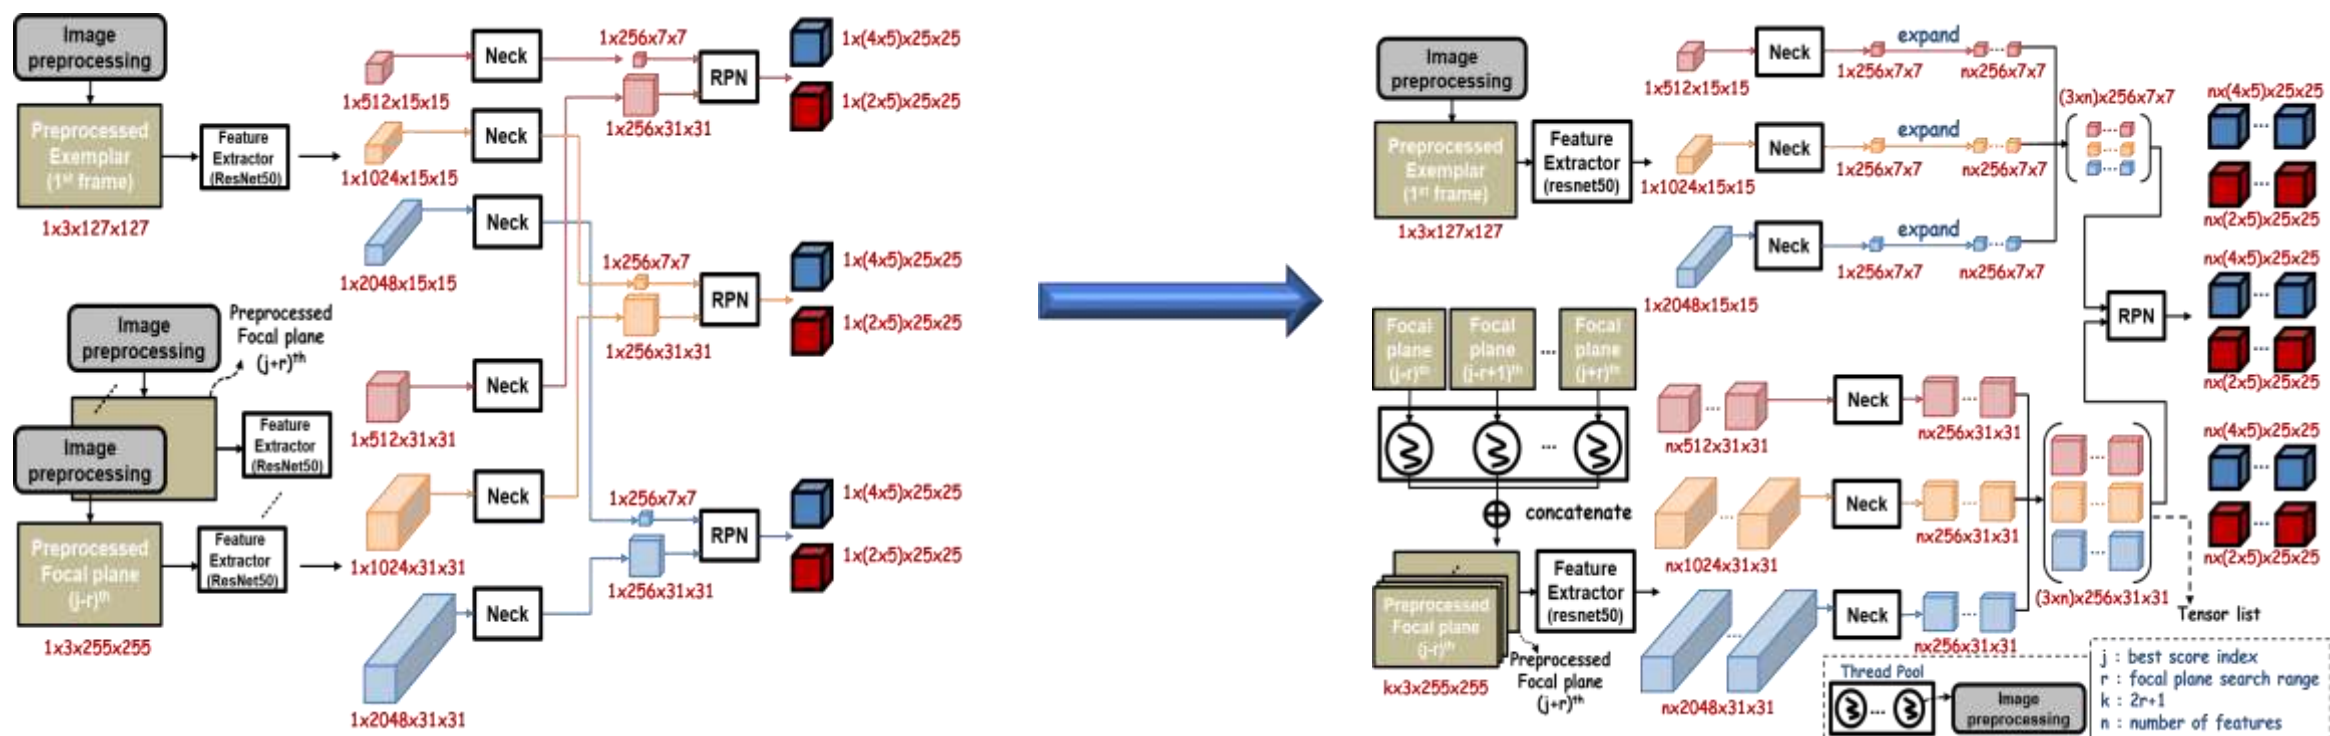 Image
preprocessing
Preprocessed
Exemplar
(1st frame)
1x3x127x127
Feature
Extractor
(ResNet50)
1x512x15x15
1x1024x15x15
1x2048x15x15
Neck
Neck
Neck
1x256x7x7
1x256x31x31
RPN
1x(4x5)x25x25
1x(2x5)x25x25
Image
preprocessing
Preprocessed
Focal plane
(j+r)th
Image
preprocessing
Feature
Extractor
(ResNet50)
Preprocessed
Focal plane
(j-r)th
1x3x255x255
Feature
Extractor
(ResNet50)
1x512x31x31
1x1024x31x31
1x2048x31x31
Neck
Neck
Neck
1x256x7x7
1x256x31x31
RPN
1x(4x5)x25x25
1x(2x5)x25x25
1x256x7x7
1x256x31x31
RPN
1x(4x5)x25x25
1x(2x5)x25x25
Image
preprocessing
Preprocessed
Exemplar
(1st frame)
1x3x127x127
Feature
Extractor
(resnet50)
1x512x15x15
1x1024x15x15
1x2048x15x15
Neck
Neck
Neck
1x256x7x7
expand
nx256x7x7
1x256x7x7
expand
nx256x7x7
1x256x7x7
expand
nx256x7x7
(3xn)x256x7x7
Focal
plane
(j-r)th
Focal
plane
(j-r+1)th
...
Focal
plane
(j+r)th
...
concatenate
Preprocessed
Focal plane
(j-r)th
kx3x255x255
Preprocessed
Focal plane
(j+r)th
Feature
Extractor
(resnet50)
nx512x31x31
nx1024x31x31
nx2048x31x31
Neck
Neck
Neck
nx256x31x31
nx256x31x31
nx256x31x31
(3xn)x256x31x31
Tensor list
RPN
nx(4x5)x25x25
nx(2x5)x25x25
nx(4x5)x25x25
nx(2x5)x25x25
nx(4x5)x25x25
nx(2x5)x25x25
Thread Pool
...
Image
preprocessing
j : best score index
r : focal plane search range
k : 2r+1
n : number of features